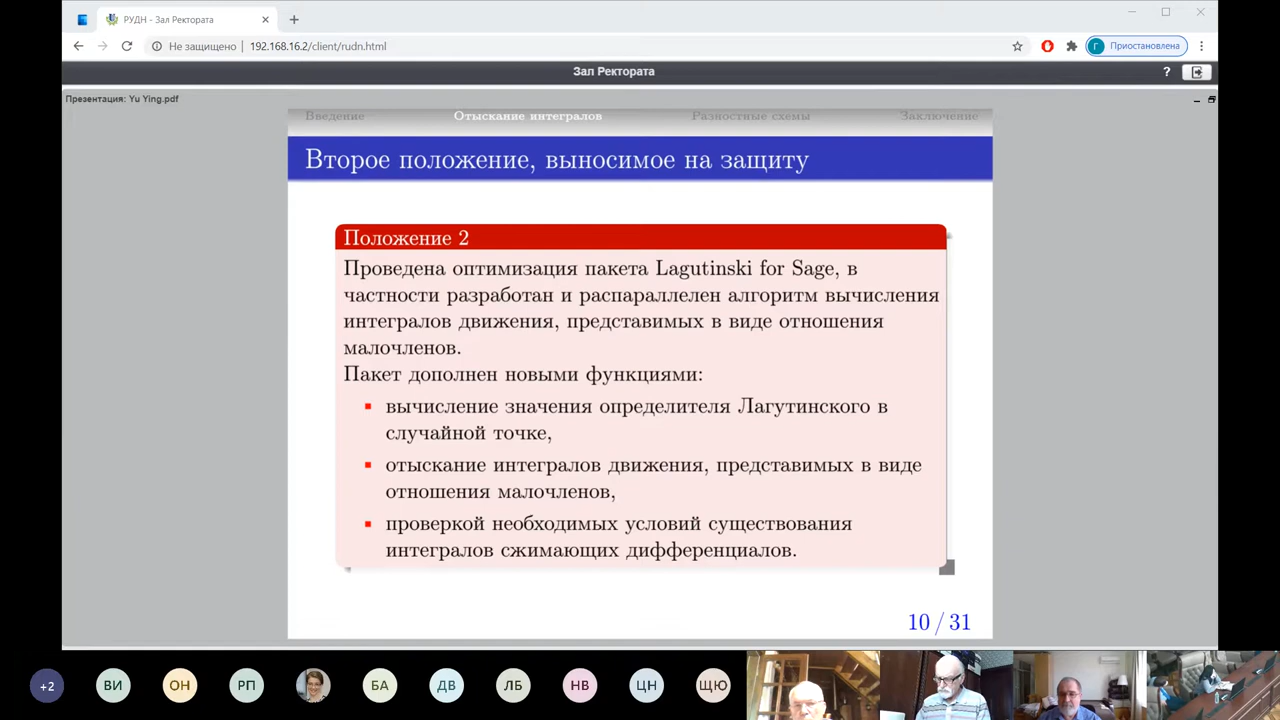 РУДН - Зал Ректората
Не защищено | 192.168.16.2/client/rudn.html
Г
Приостановлена
Зал Ректората
?
Презентация: Yu Ying.pdf
Введение Отыскание интегралов Разностные схемы Заключение
Второе положение, выносимое на защиту
Положение 2
Проведена оптимизация пакета Lagutinski for Sage, в
частности разработан и распараллелен алгоритм вычисления
интегралов движения, представимых в виде отношения
малочленов.
Пакет дополнен новыми функциями:
вычисление значения определителя Лагутинского в
случайной точке,
отыскание интегралов движения, представимых в виде
отношения малочленов,
проверкой необходимых условий существования
интегралов сжимающих дифференциалов.
10 / 31
+2 ВИ ОН РП БА ДВ ЛБ НВ ЦН ЩЮ